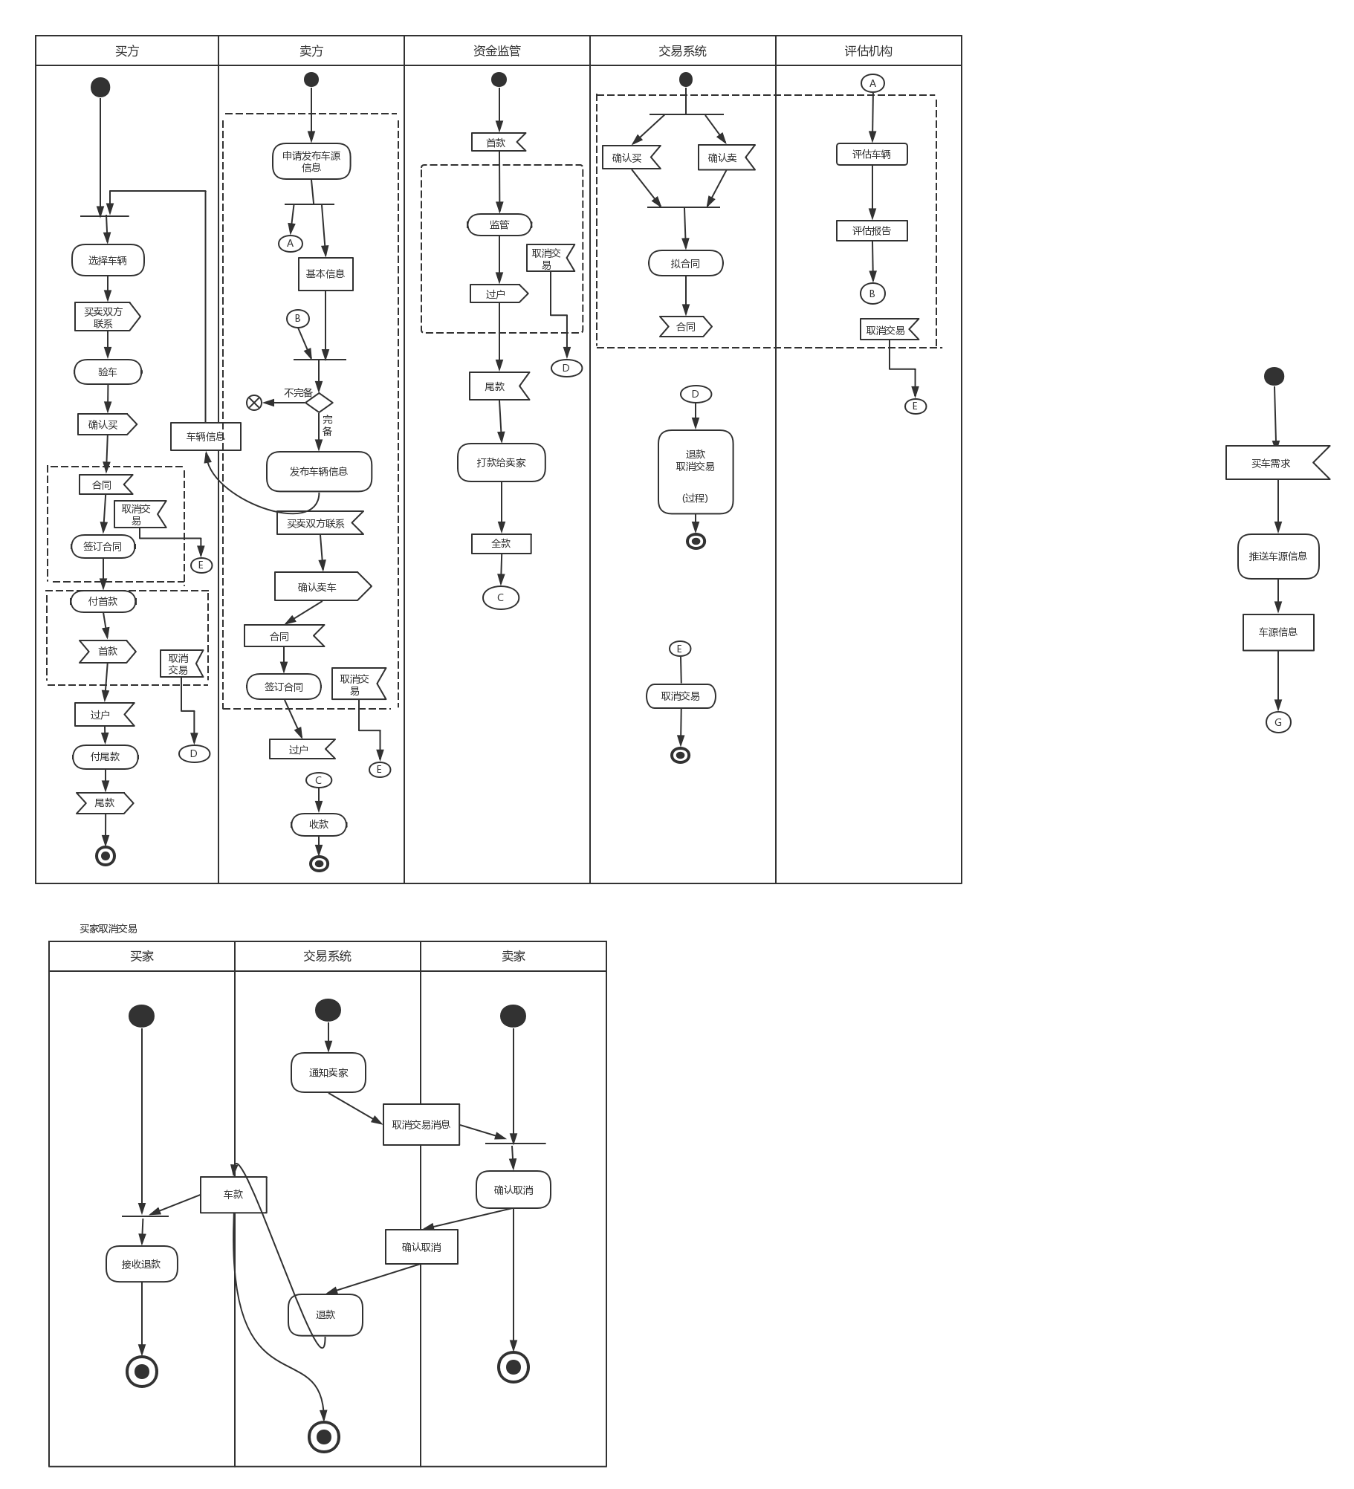 买方
卖方
资金监管
交易系统
评估机构
选择车辆
买卖双方
联系
验车
确认买
车辆信息
合同
取消交
易
签订合同
E
付首款
首款
取消
交易
过户
付尾款
D
尾款
申请发布车源
信息
A
基本信息
B
不完备
完
备
发布车辆信息
买卖双方联系
确认卖车
合同
签订合同
取消交
易
过户
E
C
收款
首款
监管
取消交
易
过户
D
尾款
打款给卖家
全款
C
确认买
确认卖
拟合同
合同
D
退款
取消交易
(过程)
E
取消交易
A
评估车辆
评估报告
B
取消交易
E
买车需求
推送车源信息
车源信息
G
买家取消交易
买家
交易系统
卖家
通知卖家
取消交易消息
确认取消
车款
确认取消
接收退款
退款